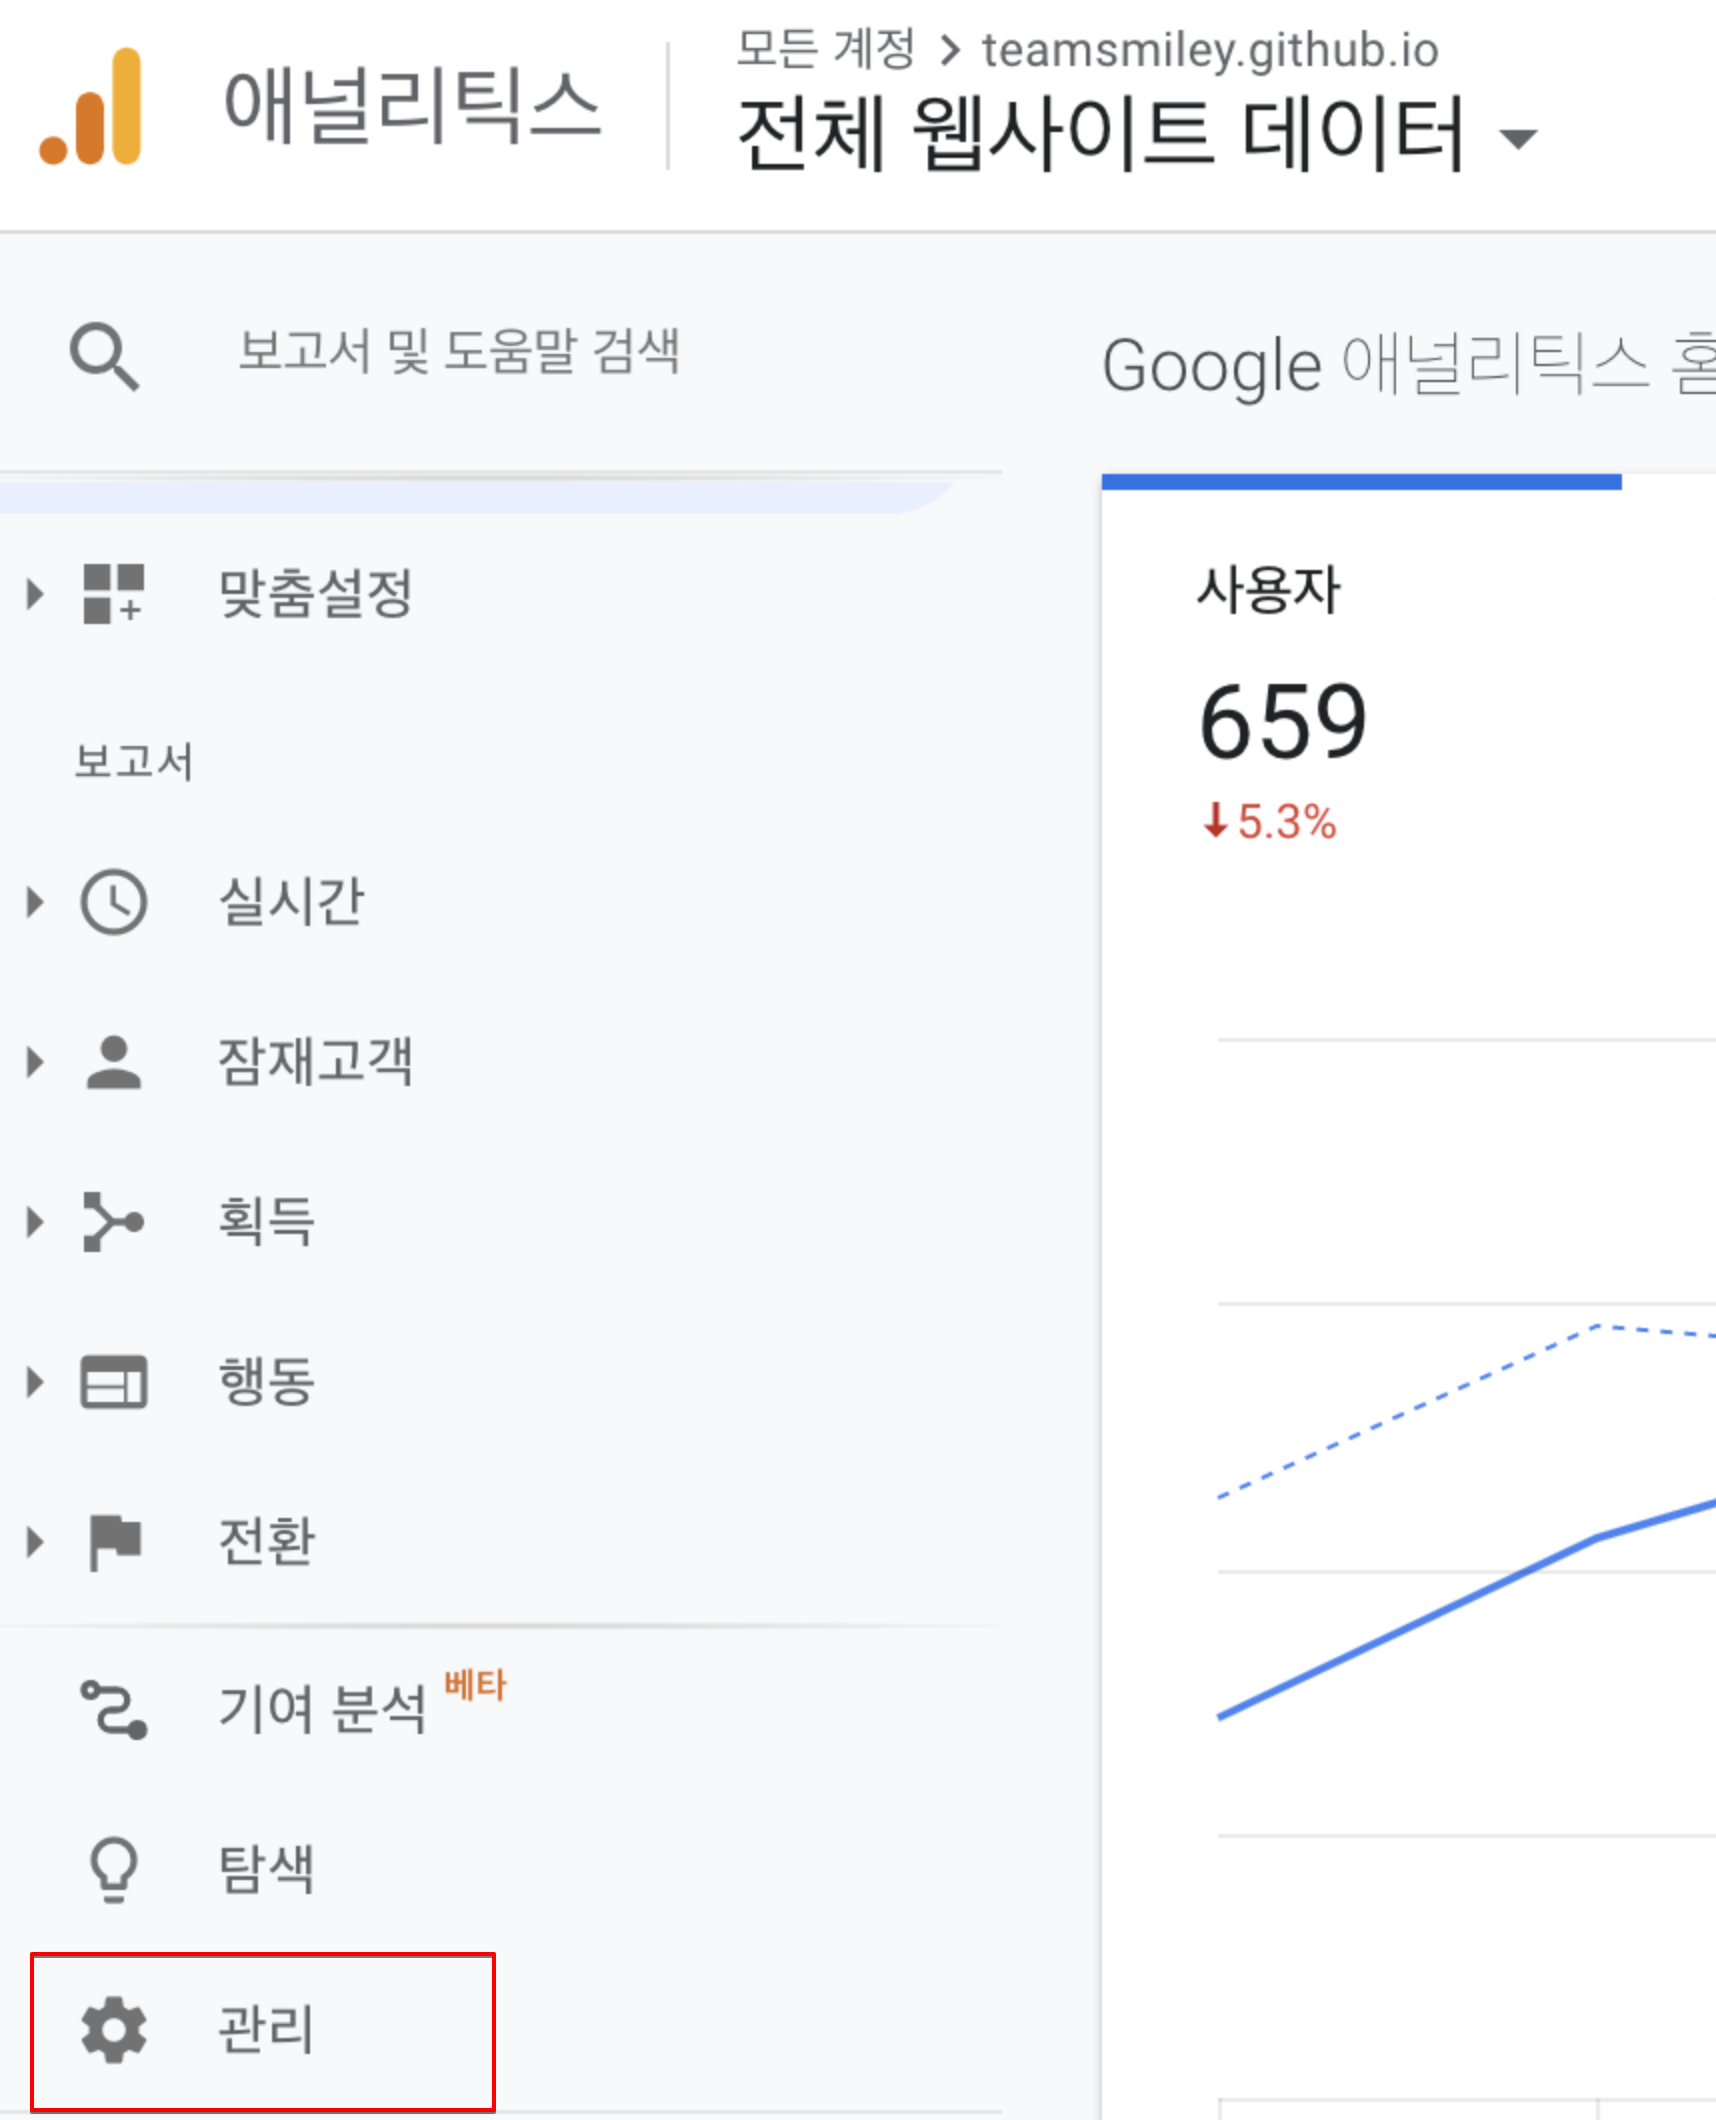 애널리틱스
모든 계정 > teamsmiley.github.io
전체 웹사이트 데이터
보고서 및 도움말 검색
Google 애널리틱스 홈
맞춤설정
보고서
실시간
잠재고객
획득
행동
전환
기여 분석 베타
탐색
관리
사용자
659
↓5.3%